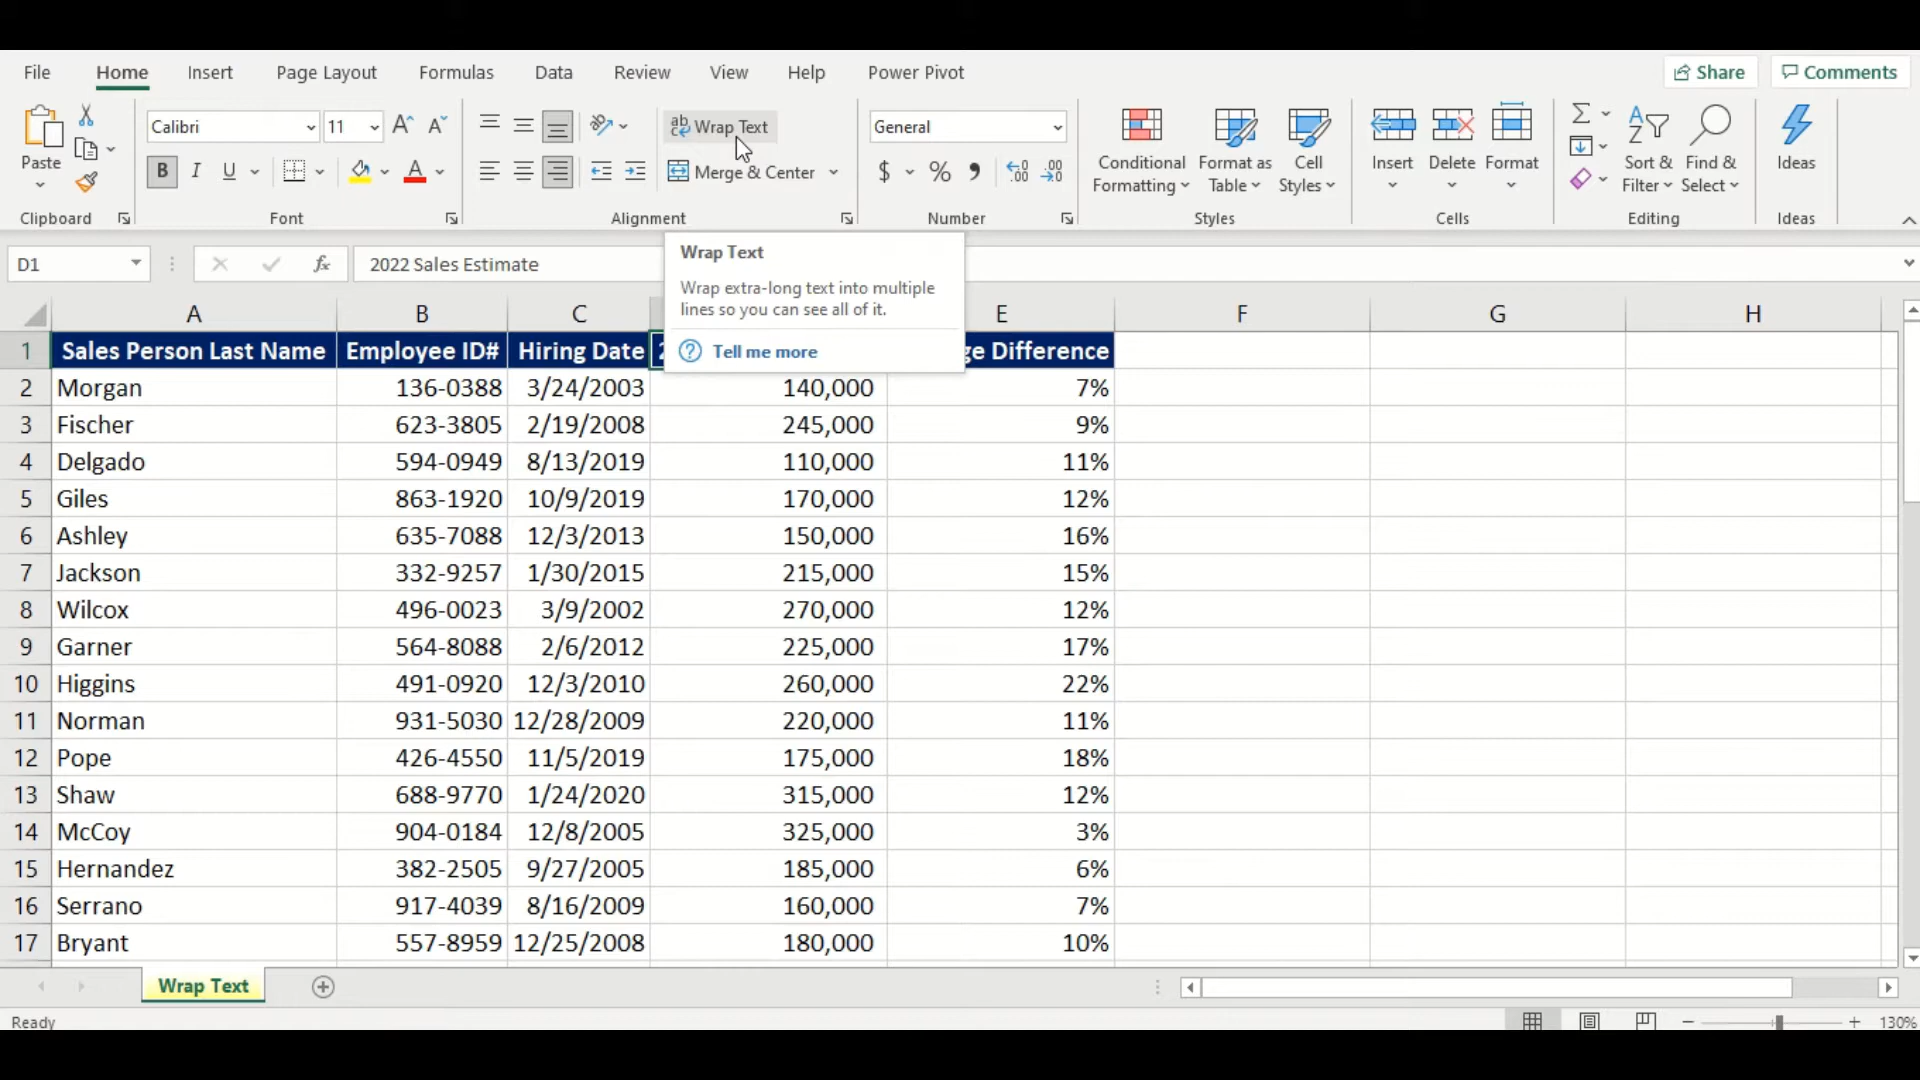 File Home Insert Page Layout Formulas Data Review View Help Power Pivot Share Comments
Calibri 11 Wrap Text General
Paste B I U Merge & Center $ % Conditional Formatting Format as Table Cell Styles Insert Delete Format Sort & Filter Find & Select Ideas
Clipboard Font Alignment Number Styles Cells Editing Ideas
D1 fx 2022 Sales Estimate
Wrap Text
Wrap extra-long text into multiple
lines so you can see all of it.
Tell me more
A B C E F G H
1 Sales Person Last Name Employee ID# Hiring Date ge Difference
2 Morgan 136-0388 3/24/2003 140,000 7%
3 Fischer 623-3805 2/19/2008 245,000 9%
4 Delgado 594-0949 8/13/2019 110,000 11%
5 Giles 863-1920 10/9/2019 170,000 12%
6 Ashley 635-7088 12/3/2013 150,000 16%
7 Jackson 332-9257 1/30/2015 215,000 15%
8 Wilcox 496-0023 3/9/2002 270,000 12%
9 Garner 564-8088 2/6/2012 225,000 17%
10 Higgins 491-0920 12/3/2010 260,000 22%
11 Norman 931-5030 12/28/2009 220,000 11%
12 Pope 426-4550 11/5/2019 175,000 18%
13 Shaw 688-9770 1/24/2020 315,000 12%
14 McCoy 904-0184 12/8/2005 325,000 3%
15 Hernandez 382-2505 9/27/2005 185,000 6%
16 Serrano 917-4039 8/16/2009 160,000 7%
17 Bryant 557-8959 12/25/2008 180,000 10%
Wrap Text
Ready 130%